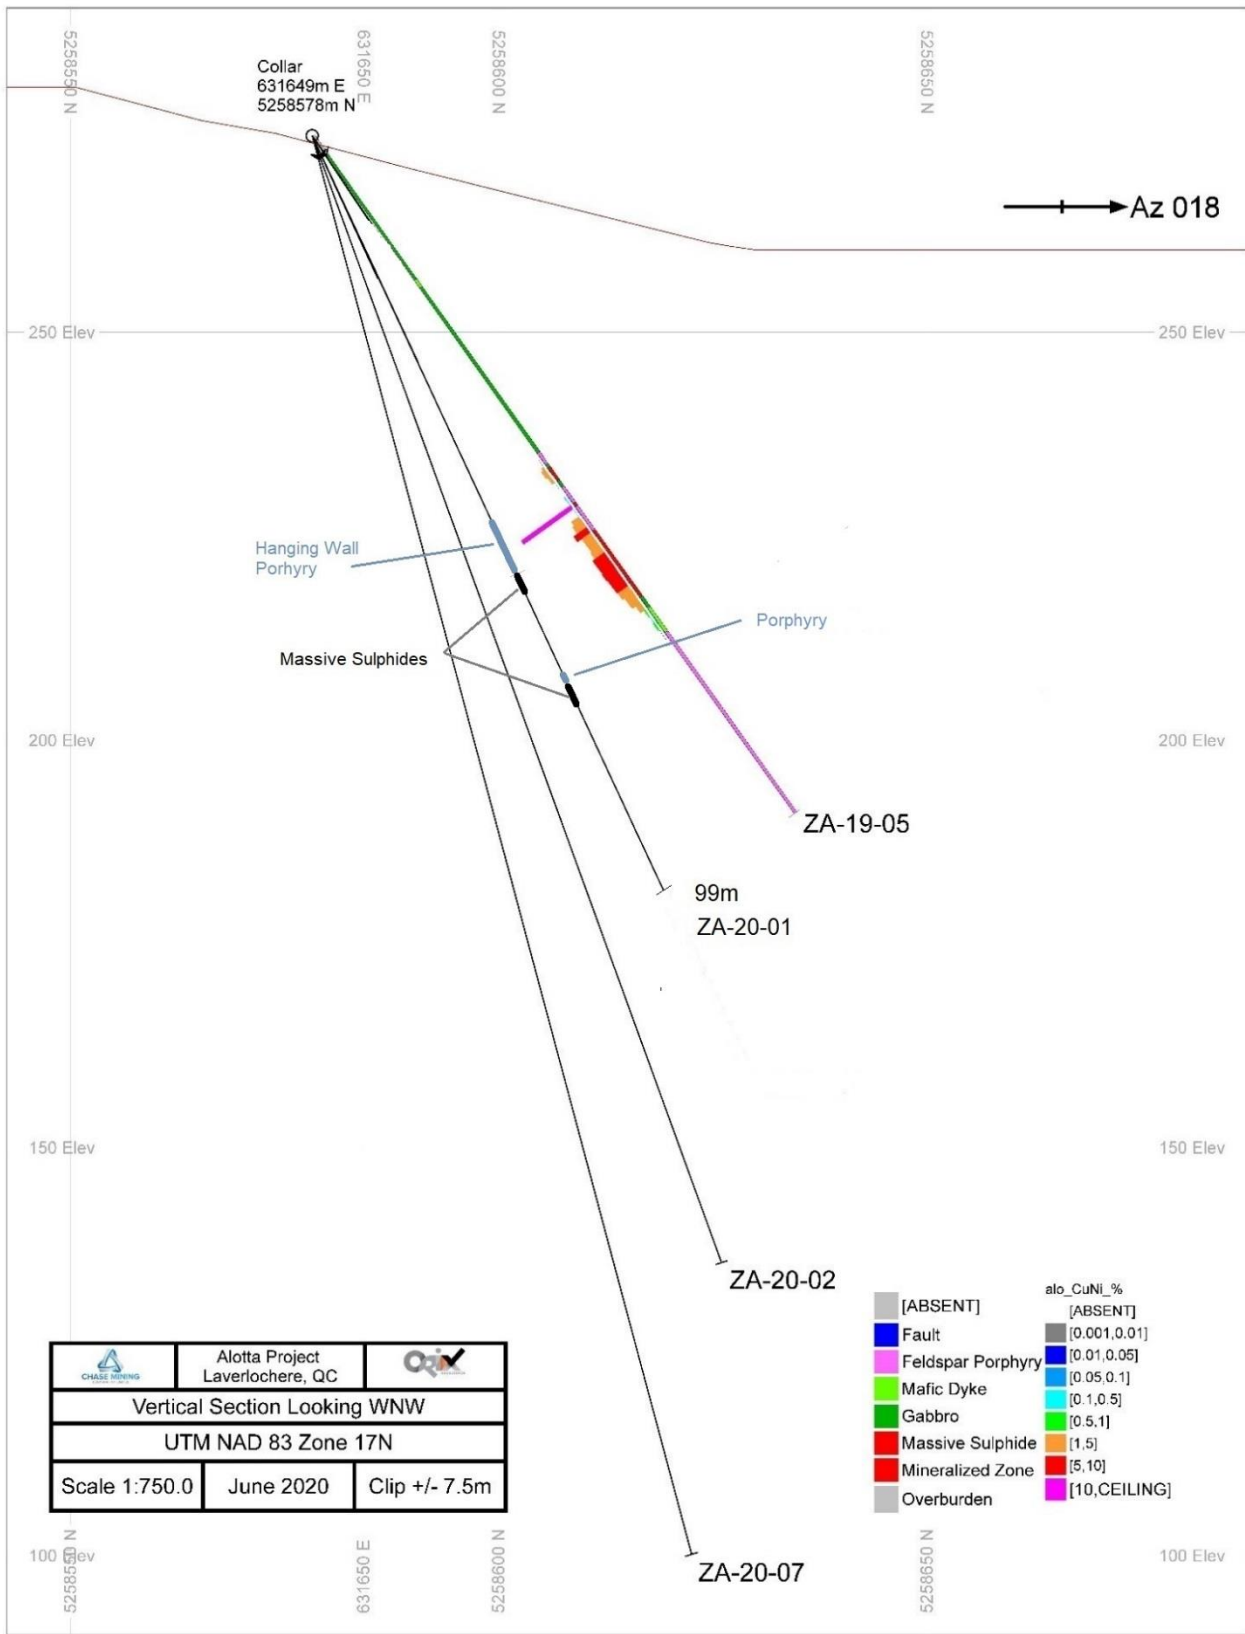 5258550 N
631650 E
5258600 N
5258650 N
Collar
631649m E
5258578m N
Az 018
250 Elev
250 Elev
Hanging Wall
Porhyry
Porphyry
Massive Sulphides
200 Elev
200 Elev
ZA-19-05
99m
ZA-20-01
150 Elev
150 Elev
ZA-20-02
[ABSENT]
Fault
Feldspar Porphyry
Mafic Dyke
Gabbro
Massive Sulphide
Mineralized Zone
Overburden
alo_CuNi_%
[ABSENT]
[0.001,0.01]
[0.01,0.05]
[0.05,0.1]
[0.1,0.5]
[0.5,1]
[1,5]
[5,10]
[10,CEILING]
CHASE MINING
Alotta Project
Laverlochere, QC
Orix
Vertical Section Looking WNW
UTM NAD 83 Zone 17N
Scale 1:750.0
June 2020
Clip +/- 7.5m
100 Elev
100 Elev
ZA-20-07
5258550 N
631650 E
5258600 N
5258650 N